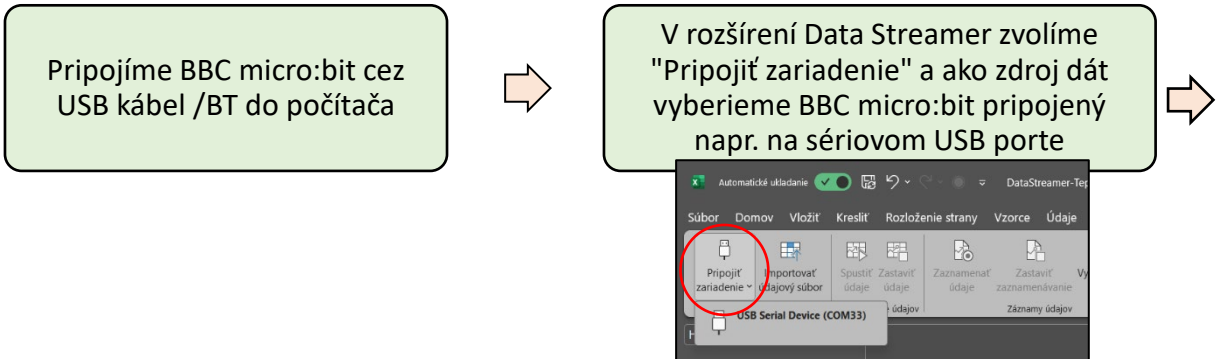 Pripojíme BBC micro:bit cez
USB kábel /BT do počítača
V rozšírení Data Streamer zvolíme
"Pripojiť zariadenie" a ako zdroj dát
vyberieme BBC micro:bit pripojený
napr. na sériovom USB porte
Automatické ukladanie DataStreamer-Tep
Súbor Domov Vložiť Kresliť Rozloženie strany Vzorce Údaje
Pripojiť Importovať Spustiť Zastaviť Zaznamenať Zastaviť Vy
zariadenie údajový súbor údaje údaje údaje zaznamenávanie
údajov Záznamy údajov
USB Serial Device (COM33)
H